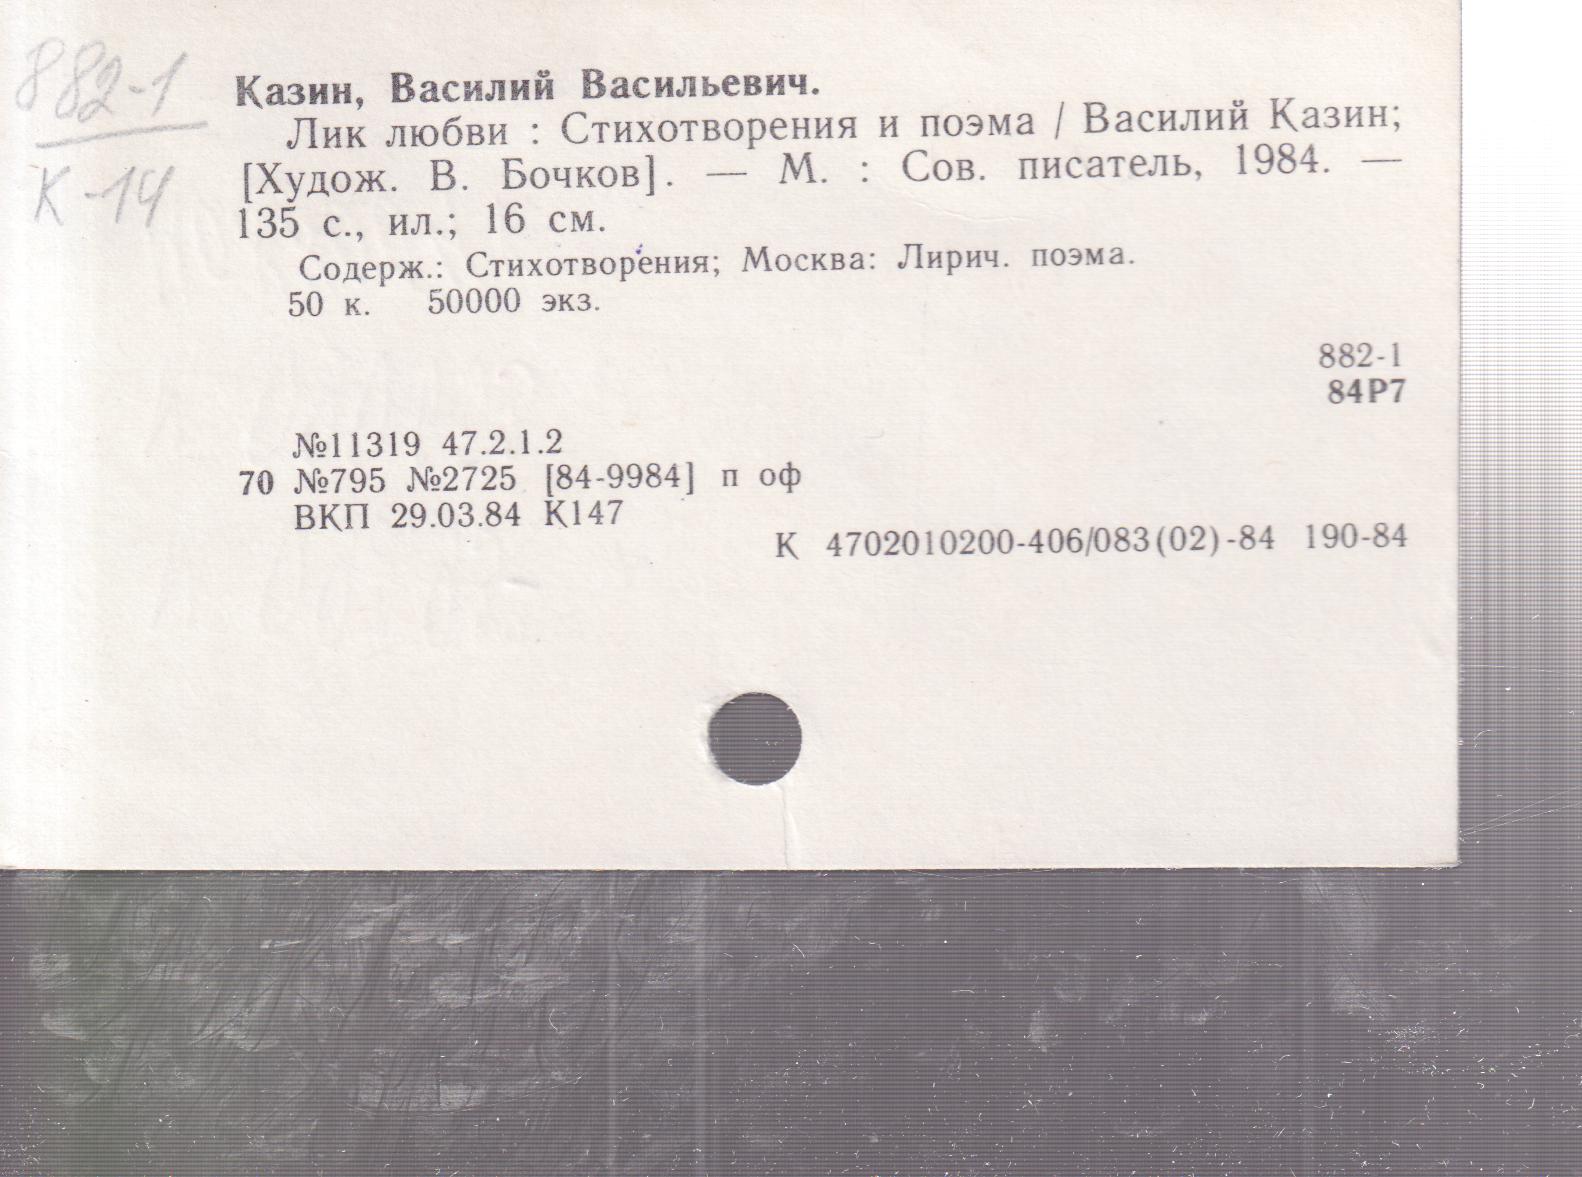 882-1
К-14
Казин, Василий Васильевич.
Лик любви : Стихотворения и поэма / Василий Казин;
[Худож. В. Бочков]. — М. : Сов. писатель, 1984. —
135 с., ил.; 16 см.
Содерж.: Стихотворения; Москва: Лирич. поэма.
50 к. 50000 экз.
882-1
84Р7
№11319 47.2.1.2
70 №795 №2725 [84-9984] п оф
ВКП 29.03.84 К147
К 4702010200-406/083(02)-84 190-84